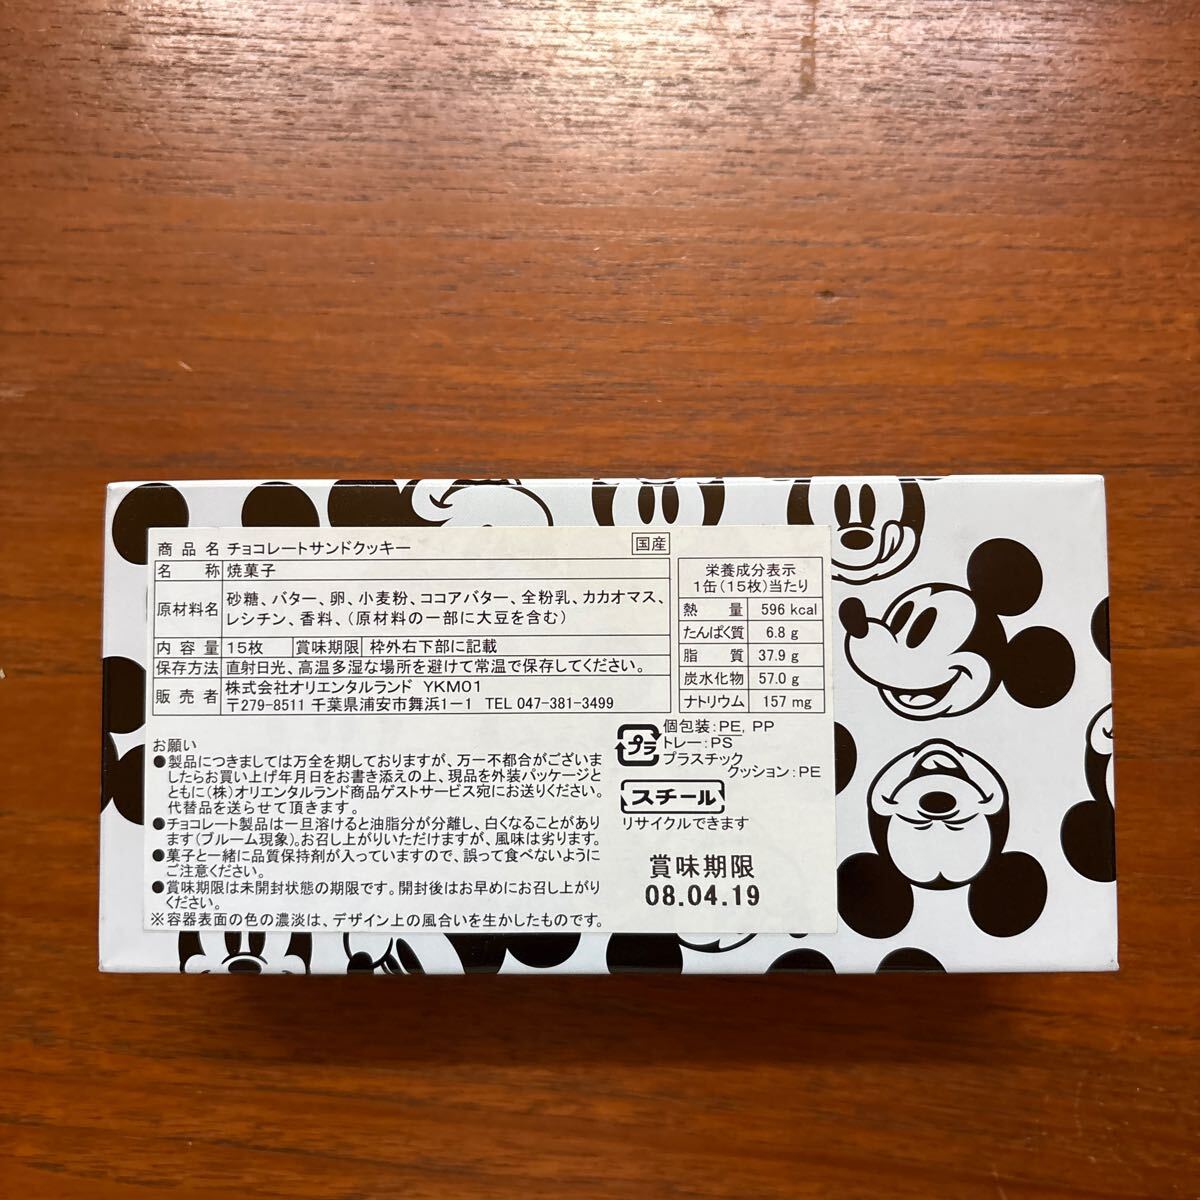 商品名 チョコレートサンドクッキー 国産
名称 焼菓子
原材料名 砂糖、バター、卵、小麦粉、ココアバター、全粉乳、カカオマス、
レシチン、香料、(原材料の一部に大豆を含む)
内容量 15枚 賞味期限 枠外右下部に記載
保存方法 直射日光、高温多湿な場所を避けて常温で保存してください。
販売者 株式会社オリエンタルランド YKM01
〒279-8511 千葉県浦安市舞浜1-1 TEL 047-381-3499
栄養成分表示
1缶(15枚)当たり
熱量 596 kcal
たんぱく質 6.8 g
脂質 37.9 g
炭水化物 57.0 g
ナトリウム 157 mg
お願い
●製品につきましては万全を期しておりますが、万一不都合がございま
したらお買い上げ年月日をお書き添えの上、現品を外装パッケージと
ともに(株)オリエンタルランド商品ゲストサービス宛にお送りください。
代替品を送らせて頂きます。
●チョコレート製品は一旦溶けると油脂分が分離し、白くなることがあり
ます(ブルーム現象)。お召し上がりいただけますが、風味は劣ります。
●菓子と一緒に品質保持剤が入っていますので、誤って食べないように
ご注意ください。
●賞味期限は未開封状態の期限です。開封後はお早めにお召し上がり
ください。
※容器表面の色の濃淡は、デザイン上の風合いを生かしたものです。
プラ
個包装:PE, PP
トレー:PS
プラスチック
クッション:PE
スチール
リサイクルできます
賞味期限
08.04.19